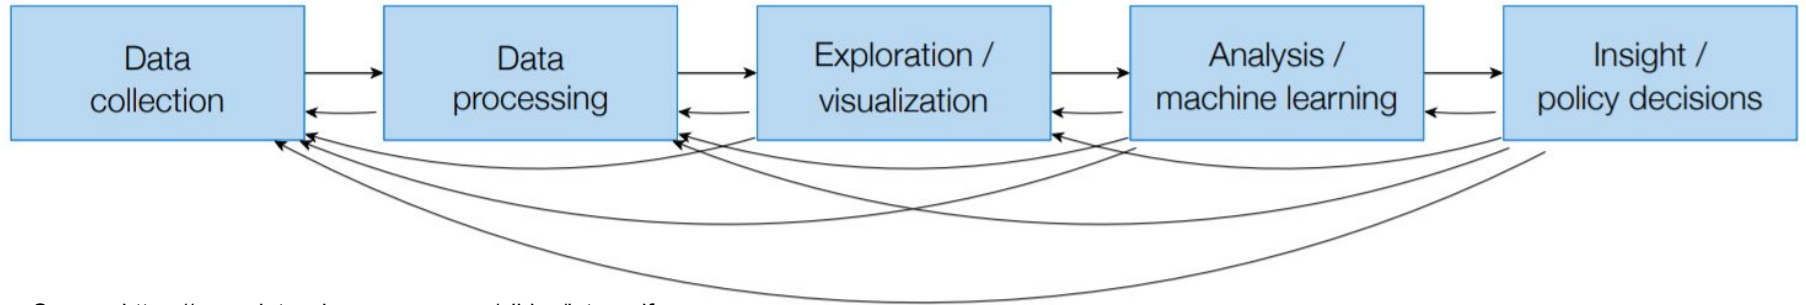 Data
collection
Data
processing
Exploration /
visualization
Analysis /
machine learning
Insight /
policy decisions